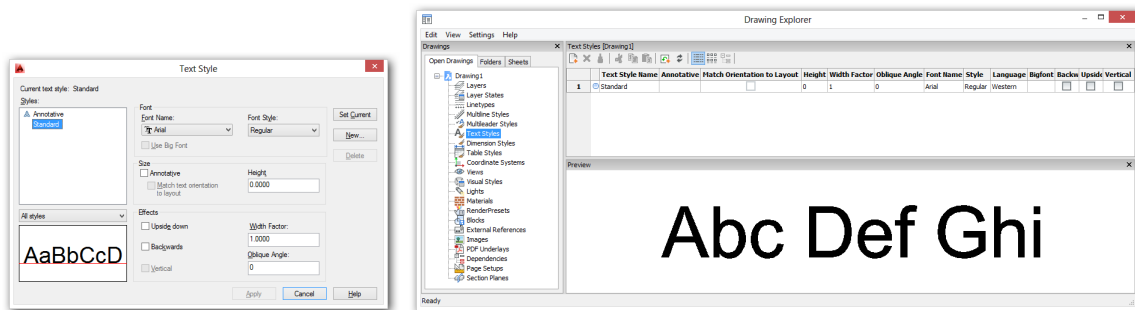 Text Style
Current text style: Standard
Styles:
Annotative
Standard
All styles
AaBbCcD
Font
Font Name:
Arial
Use Big Font
Font Style:
Regular
Size
Annotative
Match text orientation
to layout
Height
0.0000
Effects
Upside down
Backwards
Vertical
Width Factor:
1.0000
Oblique Angle:
0
Set Current
New...
Delete
Apply
Cancel
Help
Drawing Explorer
Edit View Settings Help
Drawings
Open Drawings Folders Sheets
Drawing1
Layers
Layer States
Linetypes
Multiline Styles
Multileader Styles
Text Styles
Dimension Styles
Table Styles
Coordinate Systems
Views
Visual Styles
Lights
Materials
RenderPresets
Blocks
External References
Images
PDF Underlays
Dependencies
Page Setups
Section Planes
Text Styles [Drawing1]
Text Style Name Annotative Match Orientation to Layout Height Width Factor Oblique Angle Font Name Style Language Bigfont Backw Upside Vertical
1 Standard 0 1 0 Arial Regular Western
Preview
Abc Def Ghi
Ready